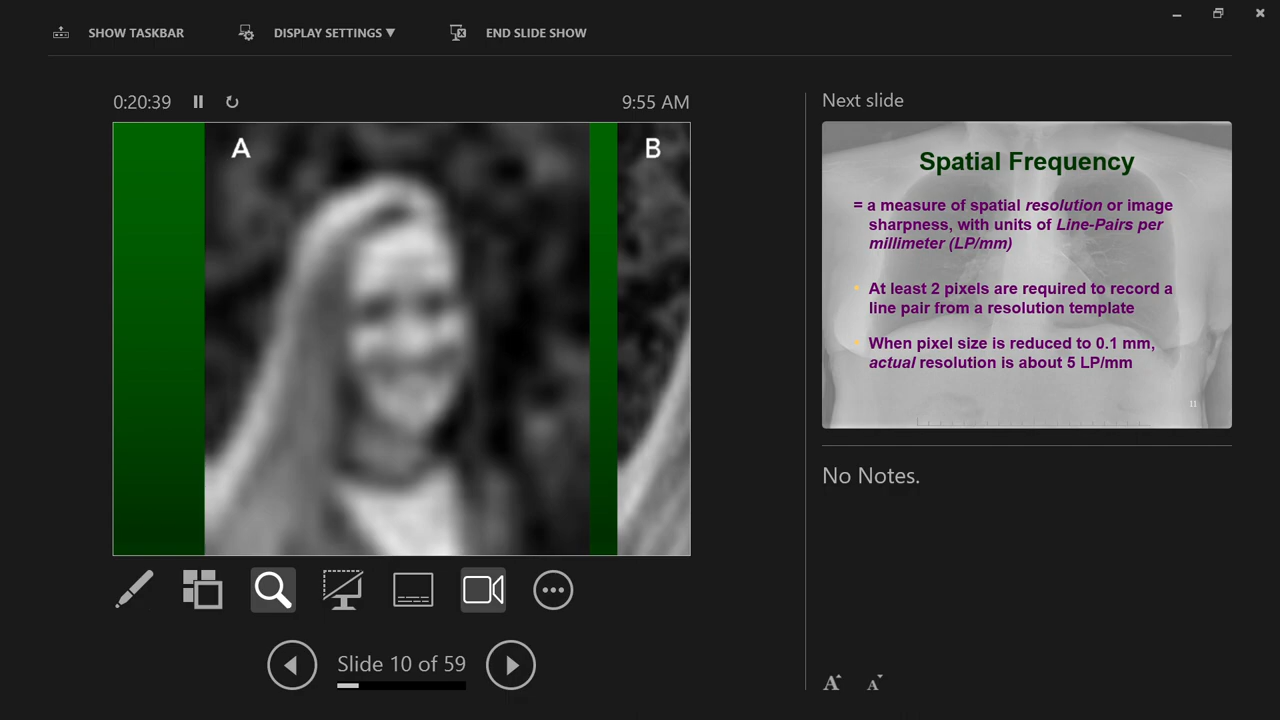 SHOW TASKBAR
DISPLAY SETTINGS ▼
END SLIDE SHOW
0:20:39
9:55 AM
A
B
Slide 10 of 59
Next slide
Spatial Frequency
= a measure of spatial resolution or image
sharpness, with units of Line-Pairs per
millimeter (LP/mm)
• At least 2 pixels are required to record a
line pair from a resolution template
• When pixel size is reduced to 0.1 mm,
actual resolution is about 5 LP/mm
11
No Notes.
A A